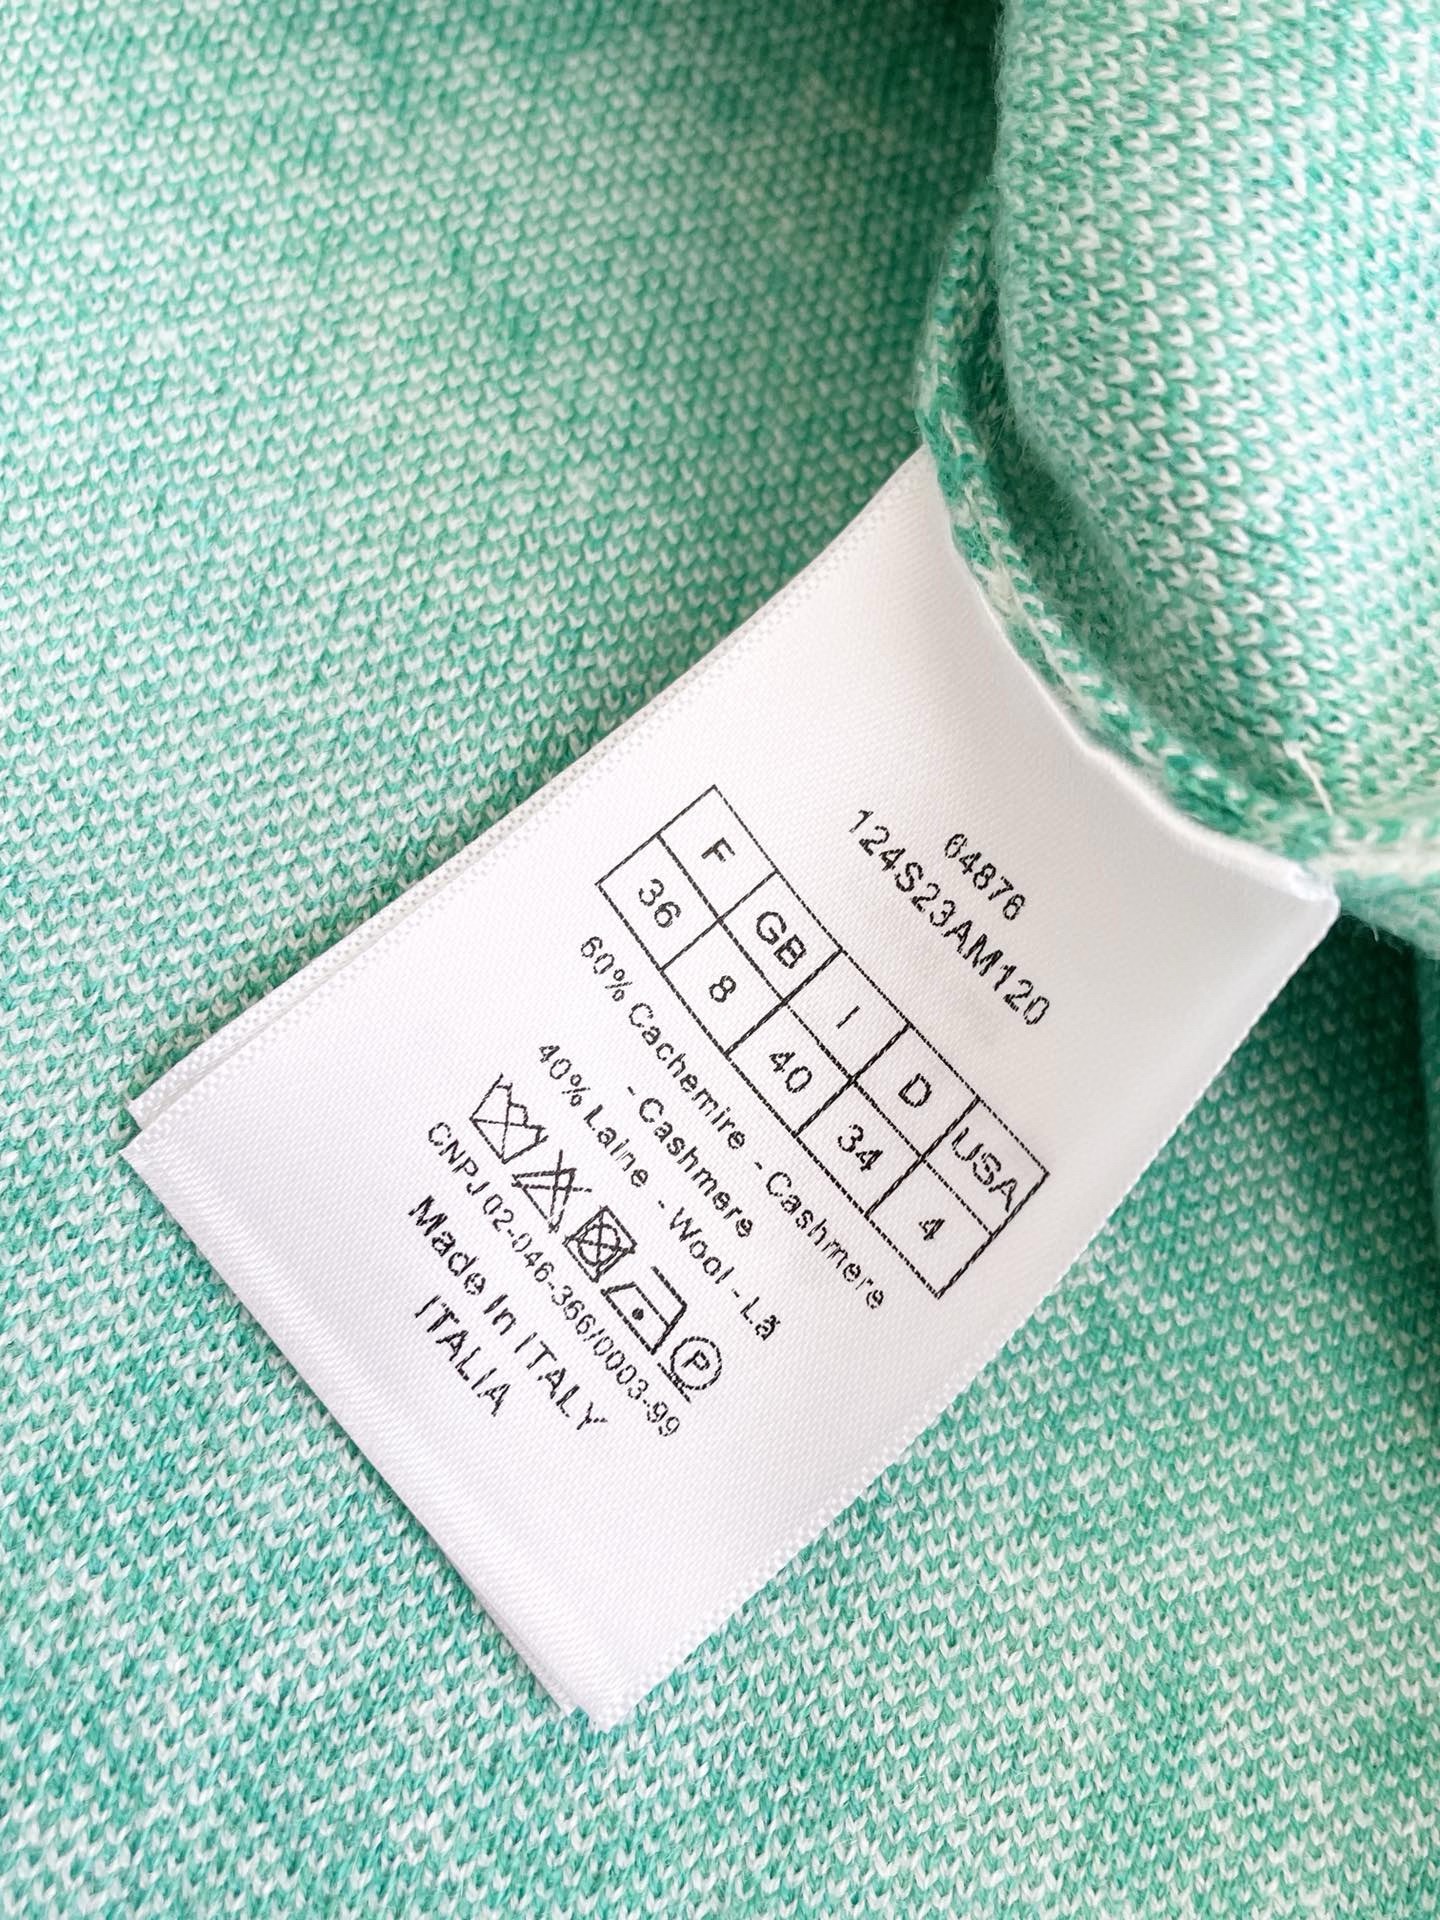 64876
124S23AM120
F GB I D USA
36 8 40 34 4
60% Cachemire - Cashmere
- Cashmere
40% Laine - Wool - Lã
P
CNPJ 02-046-366/0003-99
Made In ITALY
ITALIA